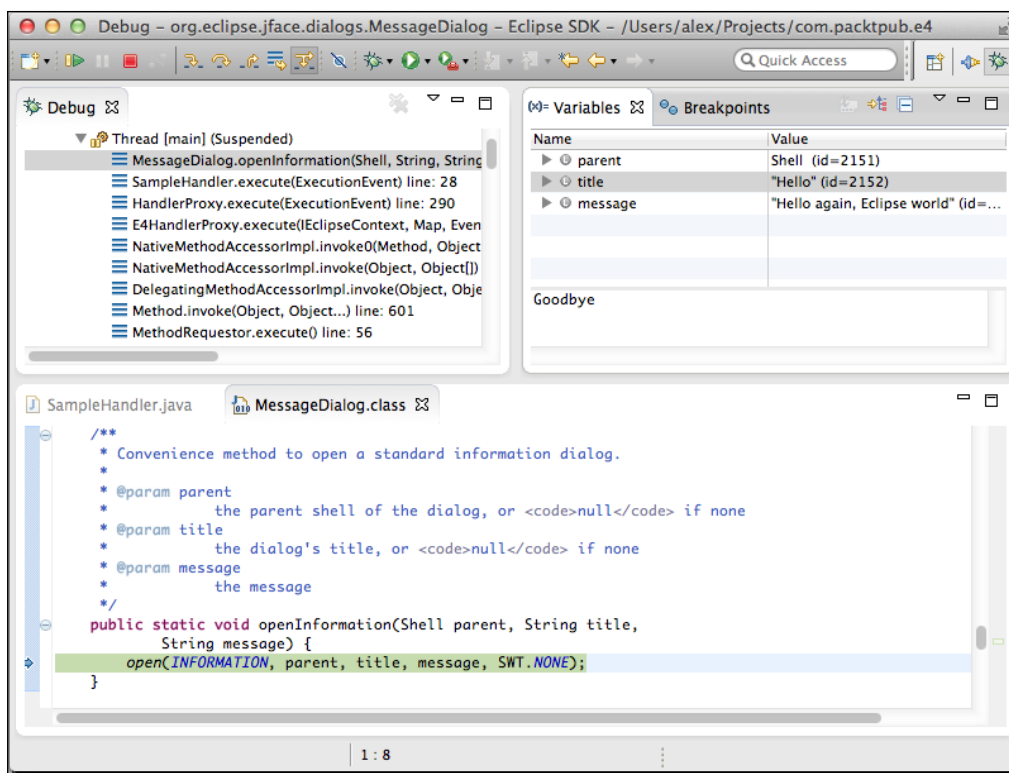 Debug – org.eclipse.jface.dialogs.MessageDialog – Eclipse SDK – /Users/alex/Projects/com.packtpub.e4
Quick Access
Debug
Thread [main] (Suspended)
MessageDialog.openInformation(Shell, String, String
SampleHandler.execute(ExecutionEvent) line: 28
HandlerProxy.execute(ExecutionEvent) line: 290
E4HandlerProxy.execute(IEclipseContext, Map, Even
NativeMethodAccessorImpl.invoke0(Method, Object
NativeMethodAccessorImpl.invoke(Object, Object[])
DelegatingMethodAccessorImpl.invoke(Object, Obje
Method.invoke(Object, Object...) line: 601
MethodRequestor.execute() line: 56
(x)= Variables Breakpoints
Name Value
parent Shell (id=2151)
title "Hello" (id=2152)
message "Hello again, Eclipse world" (id=...
Goodbye
SampleHandler.java MessageDialog.class
/**
* Convenience method to open a standard information dialog.
*
* @param parent
* the parent shell of the dialog, or <code>null</code> if none
* @param title
* the dialog's title, or <code>null</code> if none
* @param message
* the message
*/
public static void openInformation(Shell parent, String title,
String message) {
open(INFORMATION, parent, title, message, SWT.NONE);
}
1 : 8